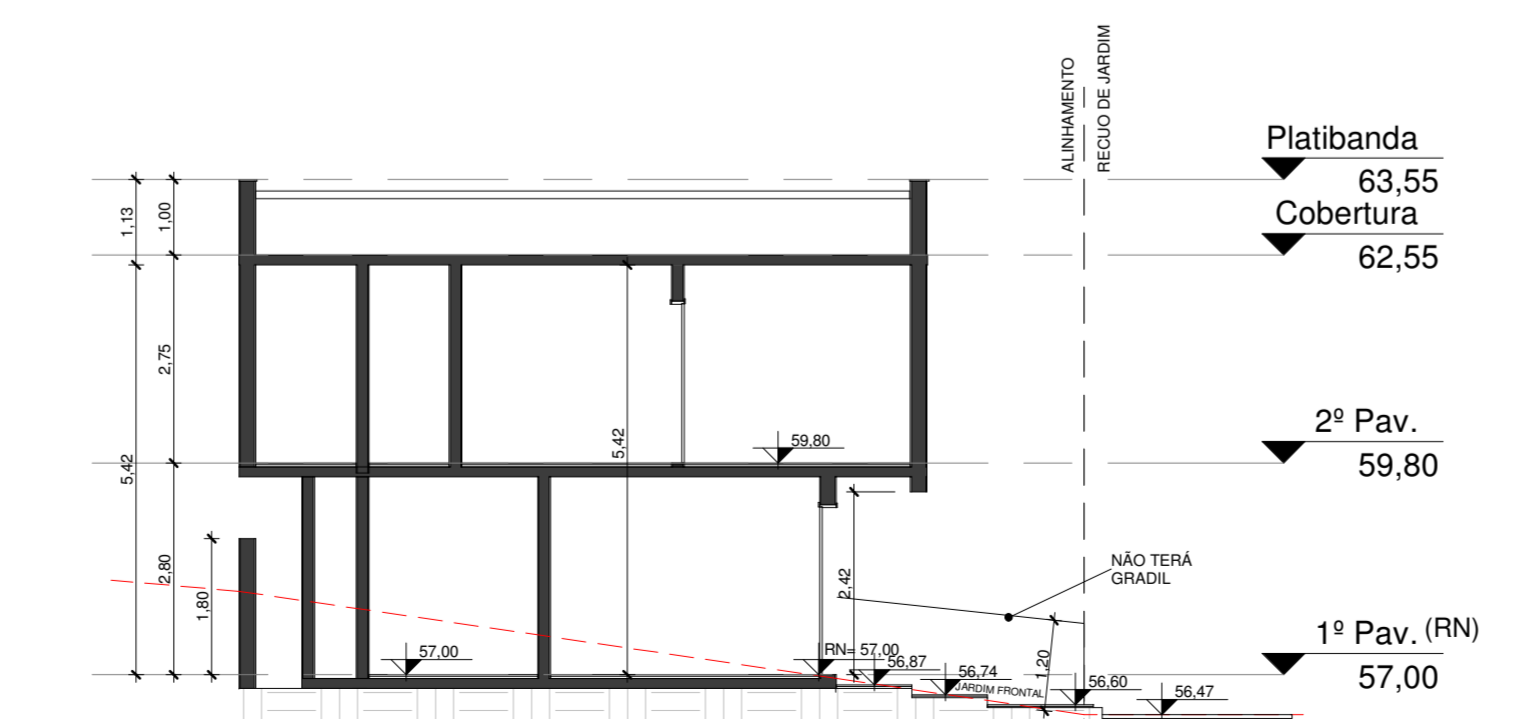 ALINHAMENTO
RECUO DE JARDIM
Platibanda
63,55
Cobertura
62,55
1,13
1,00
2,75
5,42
5,42
59,80
2º Pav.
59,80
2,80
1,80
2,42
NÃO TERÁ
GRADIL
1,20
57,00
RN= 57,00
56,87
56,74
JARDIM FRONTAL
56,60
56,47
1º Pav. (RN)
57,00